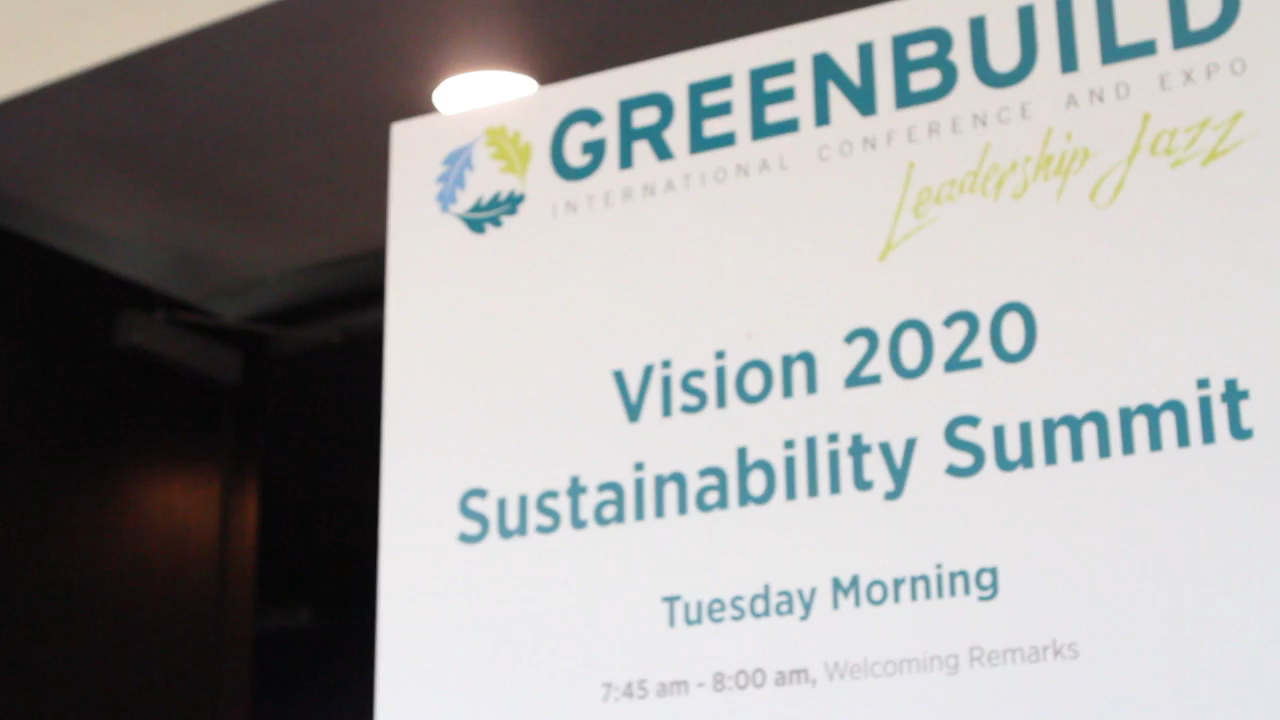 GREENBUILD
INTERNATIONAL CONFERENCE AND EXPO
Leadership Jazz
Vision 2020
Sustainability Summit
Tuesday Morning
7:45 am - 8:00 am, Welcoming Remarks